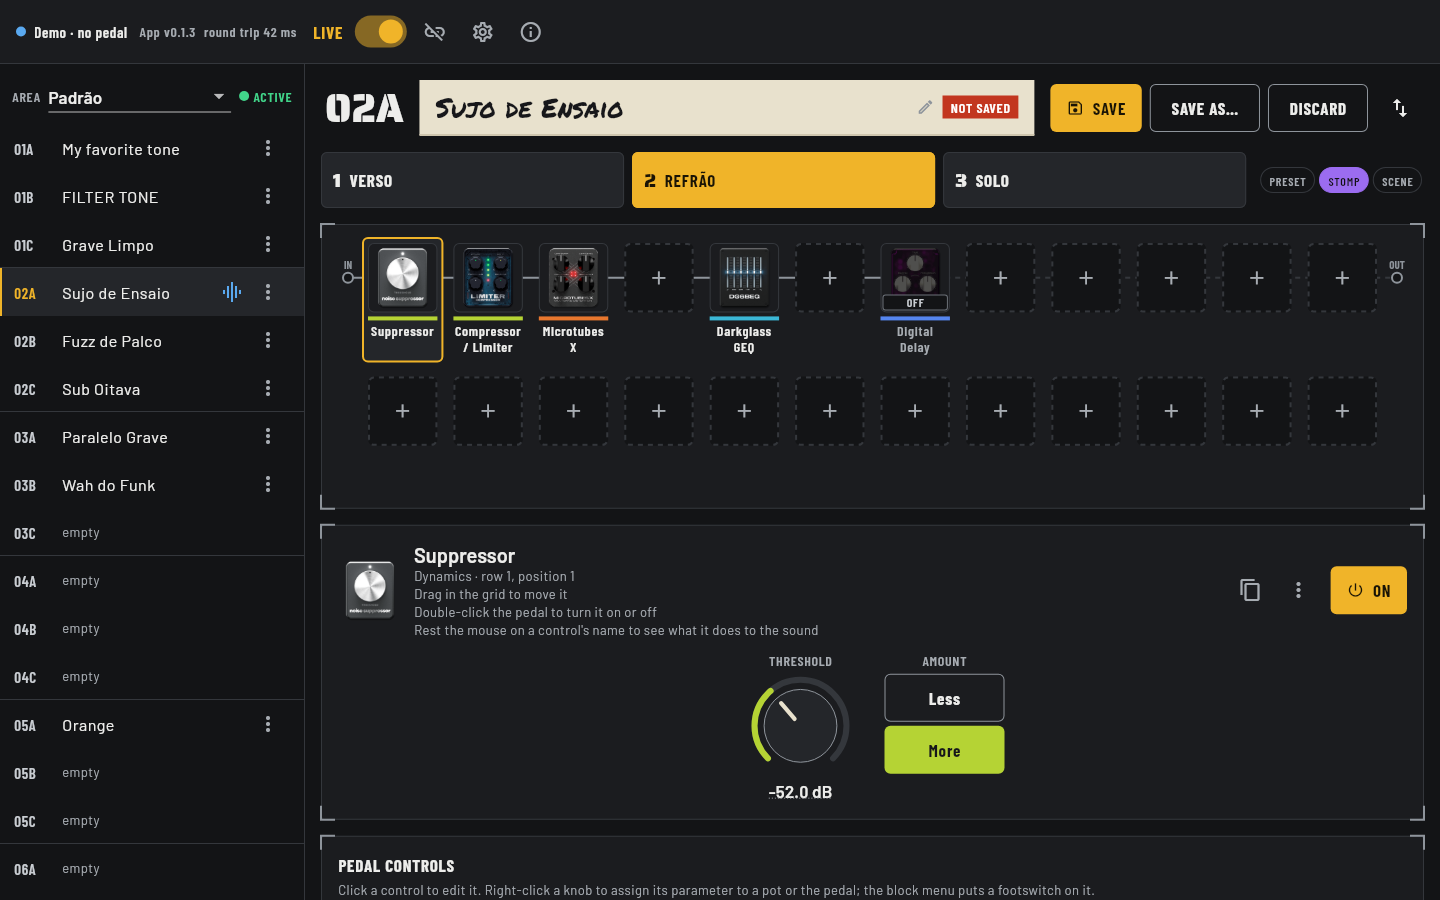 Demo · no pedal App v0.1.3 round trip 42 ms LIVE
AREA Padrão ACTIVE
01A My favorite tone
01B FILTER TONE
01C Grave Limpo
02A Sujo de Ensaio
02B Fuzz de Palco
02C Sub Oitava
03A Paralelo Grave
03B Wah do Funk
03C empty
04A empty
04B empty
04C empty
05A Orange
05B empty
05C empty
06A empty
02A Sujo de Ensaio NOT SAVED SAVE SAVE AS... DISCARD
1 VERSO 2 REFRÃO 3 SOLO PRESET STOMP SCENE
IN OUT
noise suppressor LIMITER MICROTUBES X DGEQ OFF
Suppressor
Compressor
/ Limiter
Microtubes
X
Darkglass
GEQ
Digital
Delay
Suppressor
Dynamics · row 1, position 1
Drag in the grid to move it
Double-click the pedal to turn it on or off
Rest the mouse on a control's name to see what it does to the sound
noise suppressor
ON
THRESHOLD
-52.0 dB
AMOUNT
Less
More
PEDAL CONTROLS
Click a control to edit it. Right-click a knob to assign its parameter to a pot or the pedal; the block menu puts a footswitch on it.